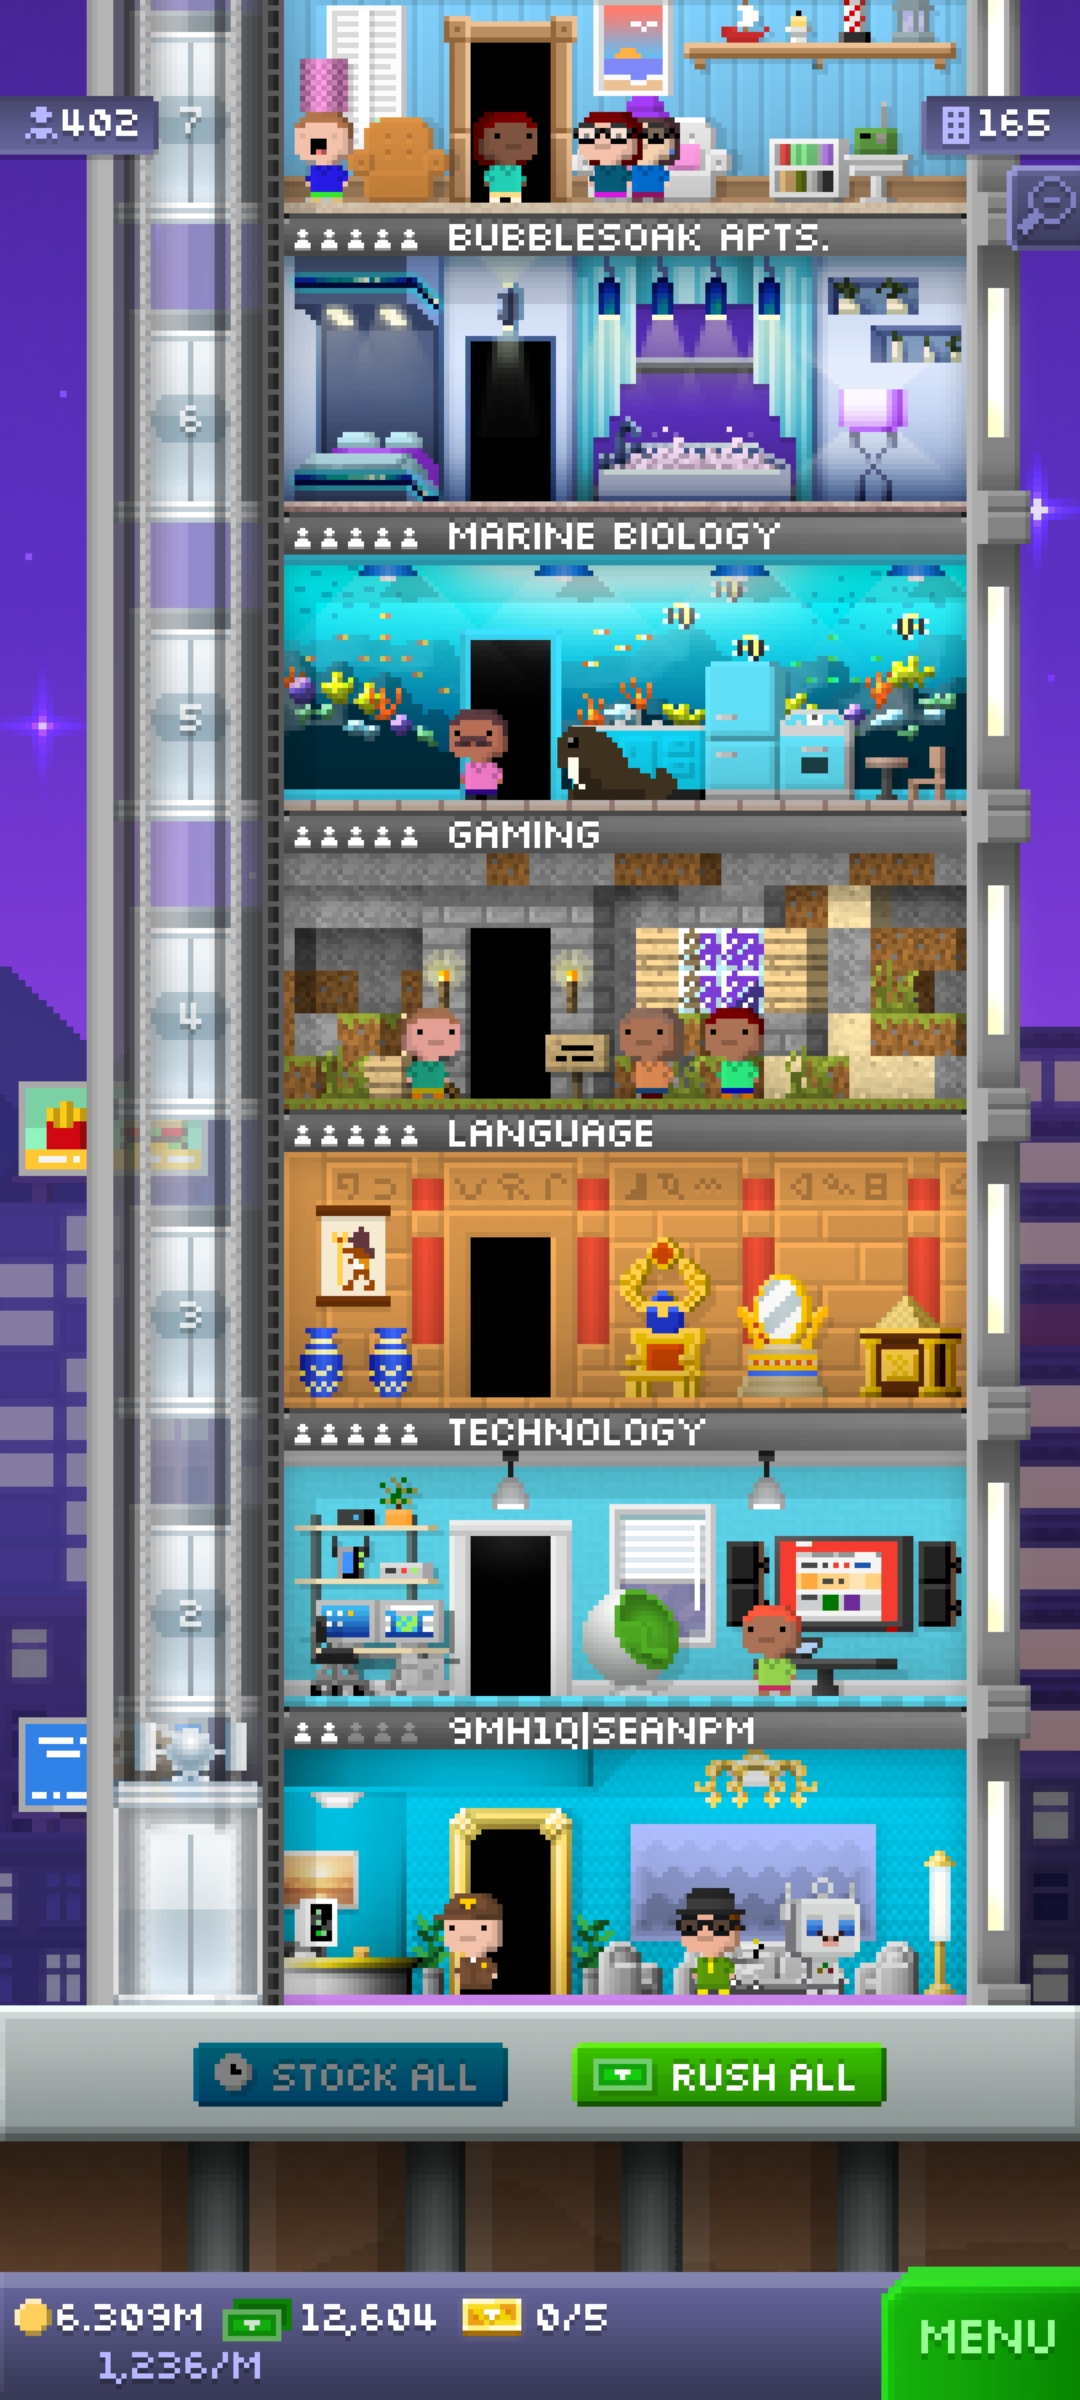 402
7
165
BUBBLESOAK APTS.
6
MARINE BIOLOGY
5
GAMING
4
LANGUAGE
3
TECHNOLOGY
2
9MH1Q|SEANPM
STOCK ALL
RUSH ALL
6.309M
12,604
0/5
1,236/M
MENU